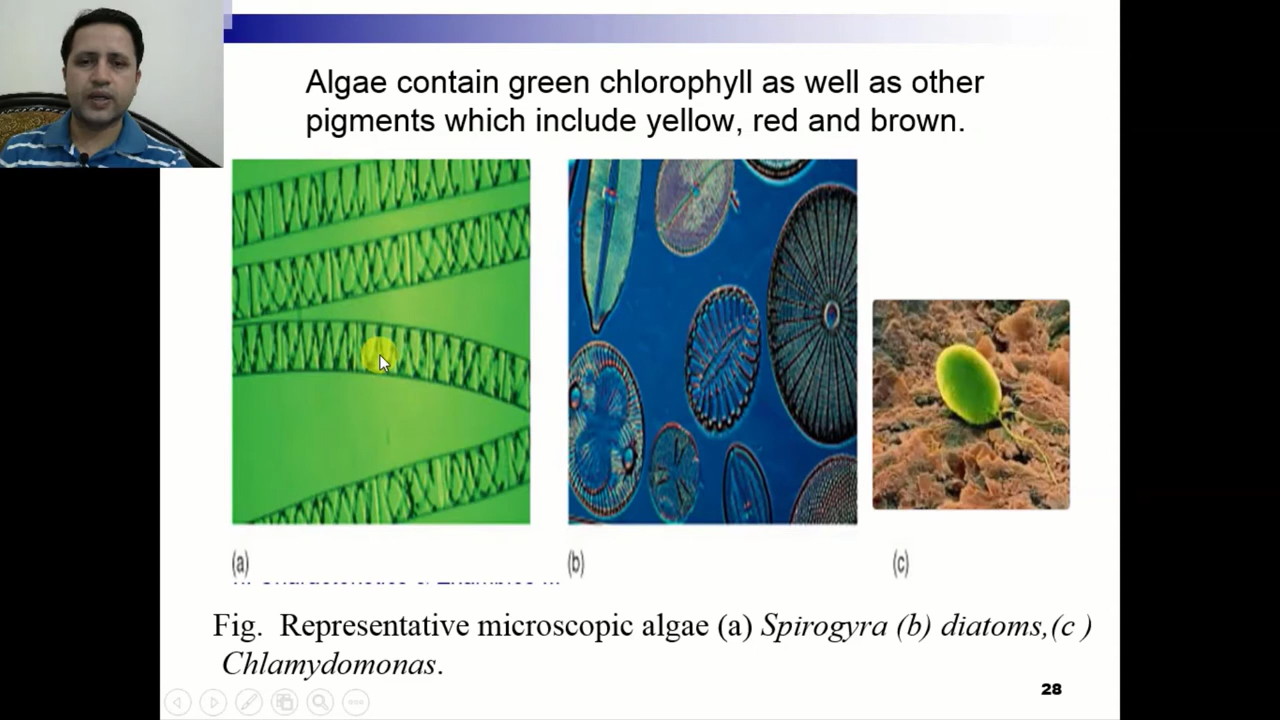 Algae contain green chlorophyll as well as other
pigments which include yellow, red and brown.
(a)
(b)
(c)
Fig. Representative microscopic algae (a) Spirogyra (b) diatoms,(c )
Chlamydomonas.
28